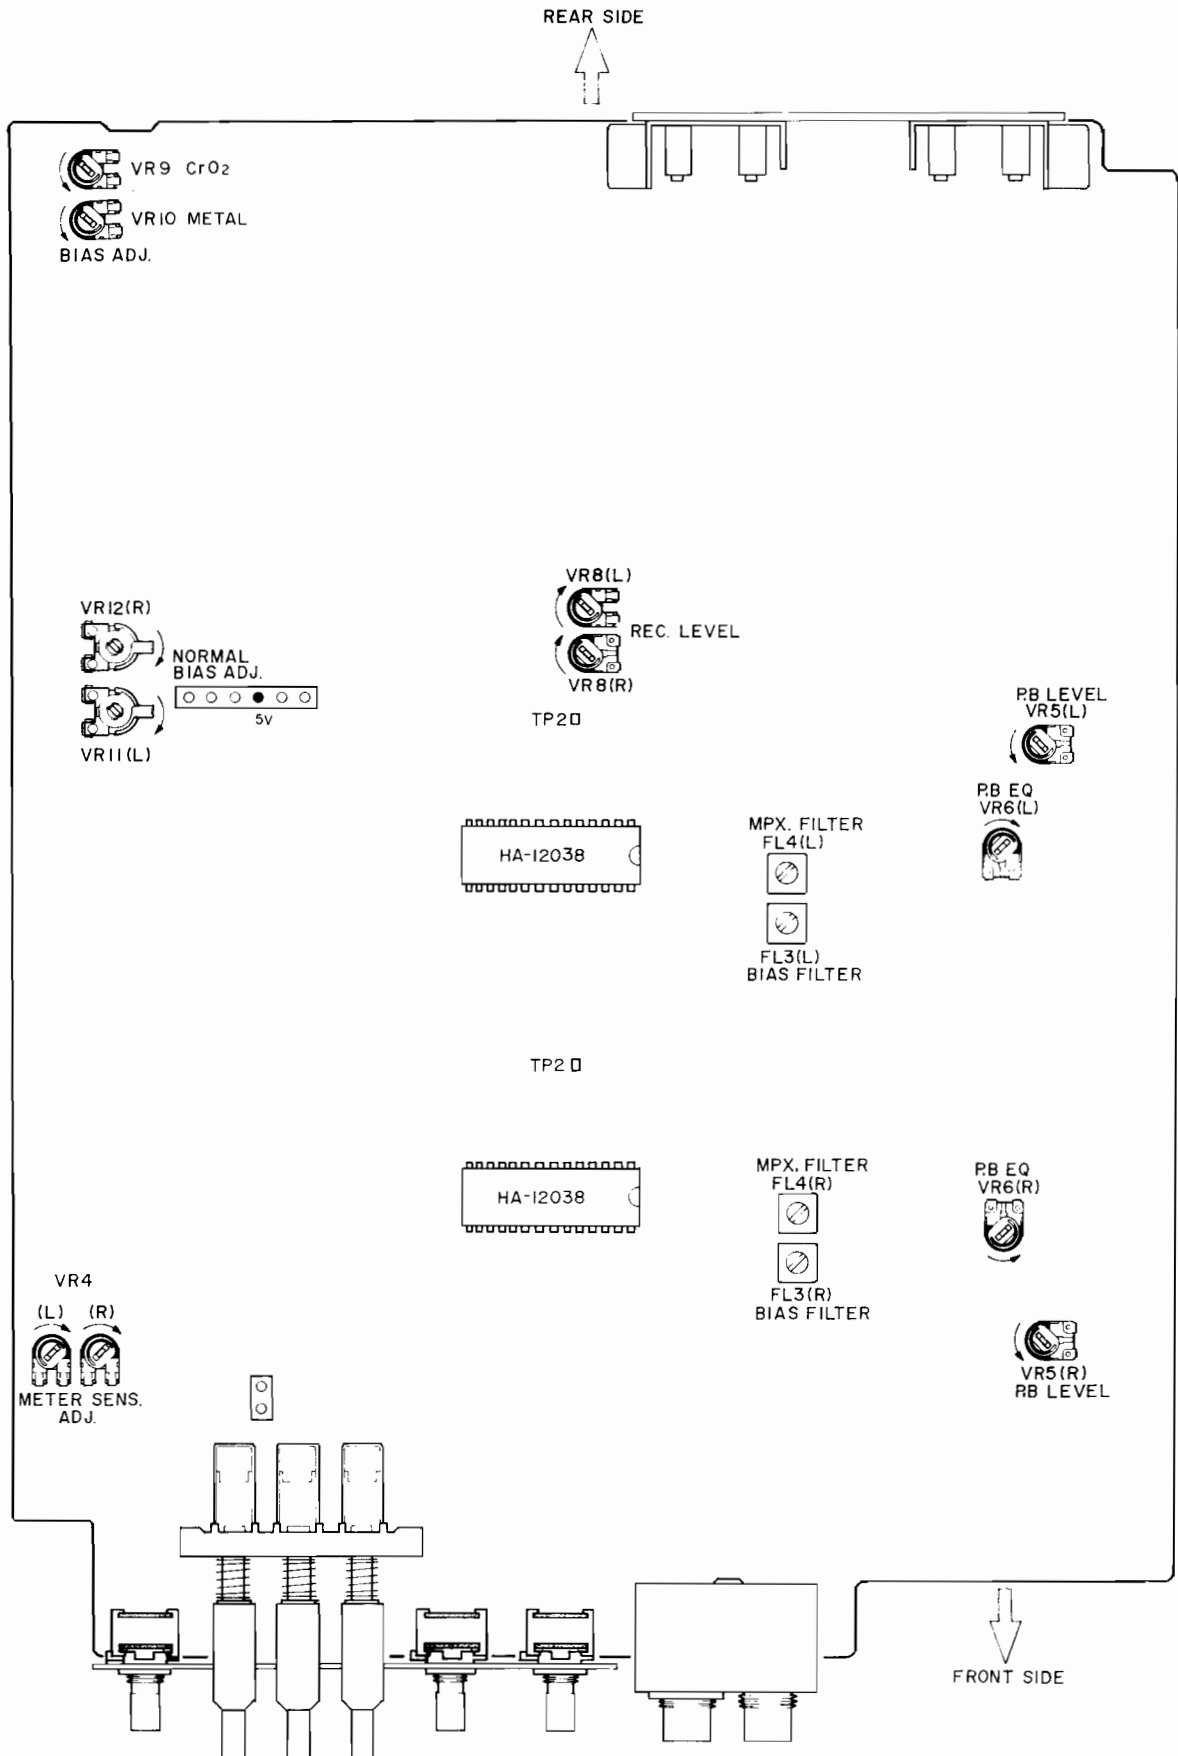 REAR SIDE
VR9 CrO2
VR10 METAL
BIAS ADJ.
VR12(R)
NORMAL
BIAS ADJ.
5V
VR11(L)
VR8(L)
REC. LEVEL
VR8(R)
TP2
P.B LEVEL
VR5(L)
P.B EQ
VR6(L)
HA-12038
MPX. FILTER
FL4(L)
FL3(L)
BIAS FILTER
TP2
HA-12038
MPX. FILTER
FL4(R)
FL3(R)
BIAS FILTER
P.B EQ
VR6(R)
VR5(R)
P.B LEVEL
VR4
(L) (R)
METER SENS.
ADJ.
FRONT SIDE